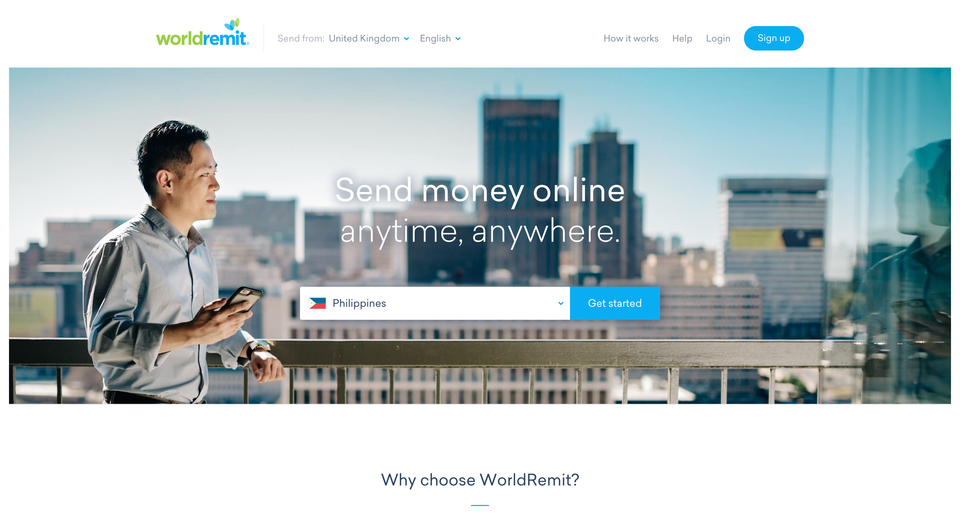 worldremit
Send from: United Kingdom
English
How it works
Help
Login
Sign up
Send money online
anytime, anywhere.
Philippines
Get started
Why choose WorldRemit?